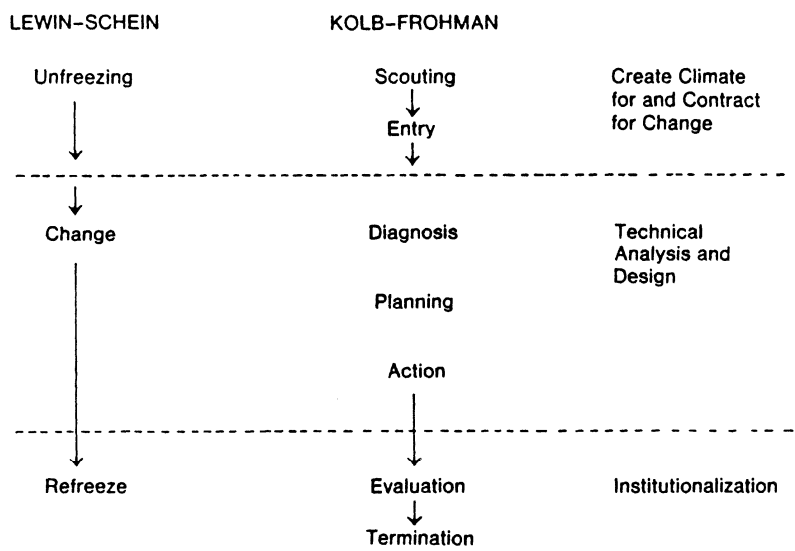 LEWIN–SCHEIN
KOLB–FROHMAN
Unfreezing
Scouting
Create Climate
for and Contract
for Change
Entry
Change
Diagnosis
Technical
Analysis and
Design
Planning
Action
Refreeze
Evaluation
Institutionalization
Termination